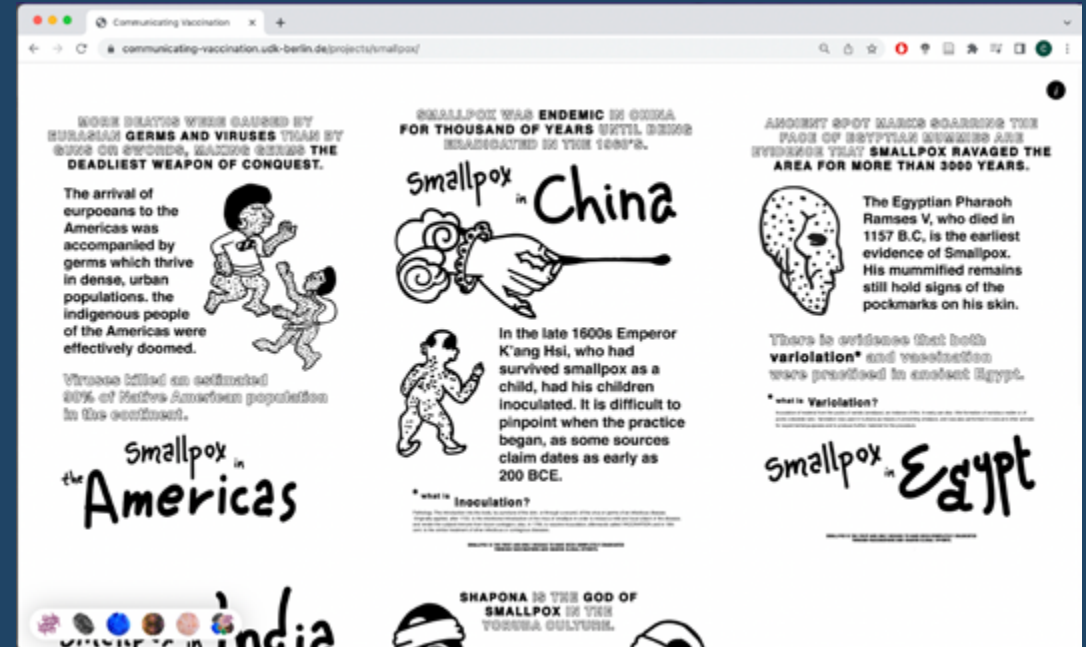 Communicating Vaccination
communicating-vaccination.udk-berlin.de/projects/smallpox/
MORE DEATHS WERE CAUSED BY
EURASIAN GERMS AND VIRUSES THAN BY
GUNS OR SWORDS, MAKING GERMS THE
DEADLIEST WEAPON OF CONQUEST.
The arrival of
eurpoeans to the
Americas was
accompanied by
germs which thrive
in dense, urban
populations. the
indigenous people
of the Americas were
effectively doomed.
Viruses killed an estimated
90% of Native American population
in the continent.
smallpox in
the Americas
SMALLPOX WAS ENDEMIC IN CHINA
FOR THOUSAND OF YEARS UNTIL BEING
ERADICATED IN THE 1960'S.
smallpox in China
In the late 1600s Emperor
K'ang Hsi, who had
survived smallpox as a
child, had his children
inoculated. It is difficult to
pinpoint when the practice
began, as some sources
claim dates as early as
200 BCE.
* what is Inoculation?
ANCIENT SPOT MARKS SCARRING THE
FACE OF EGYPTIAN MUMMIES ARE
EVIDENCE THAT SMALLPOX RAVAGED THE
AREA FOR MORE THAN 3000 YEARS.
The Egyptian Pharaoh
Ramses V, who died in
1157 B.C, is the earliest
evidence of Smallpox.
His mummified remains
still hold signs of the
pockmarks on his skin.
There is evidence that both
variolation* and vaccination
were practiced in ancient Egypt.
* what is Variolation?
smallpox in Egypt
smallpox in India
SHAPONA IS THE GOD OF
SMALLPOX IN THE
YORUBA CULTURE.